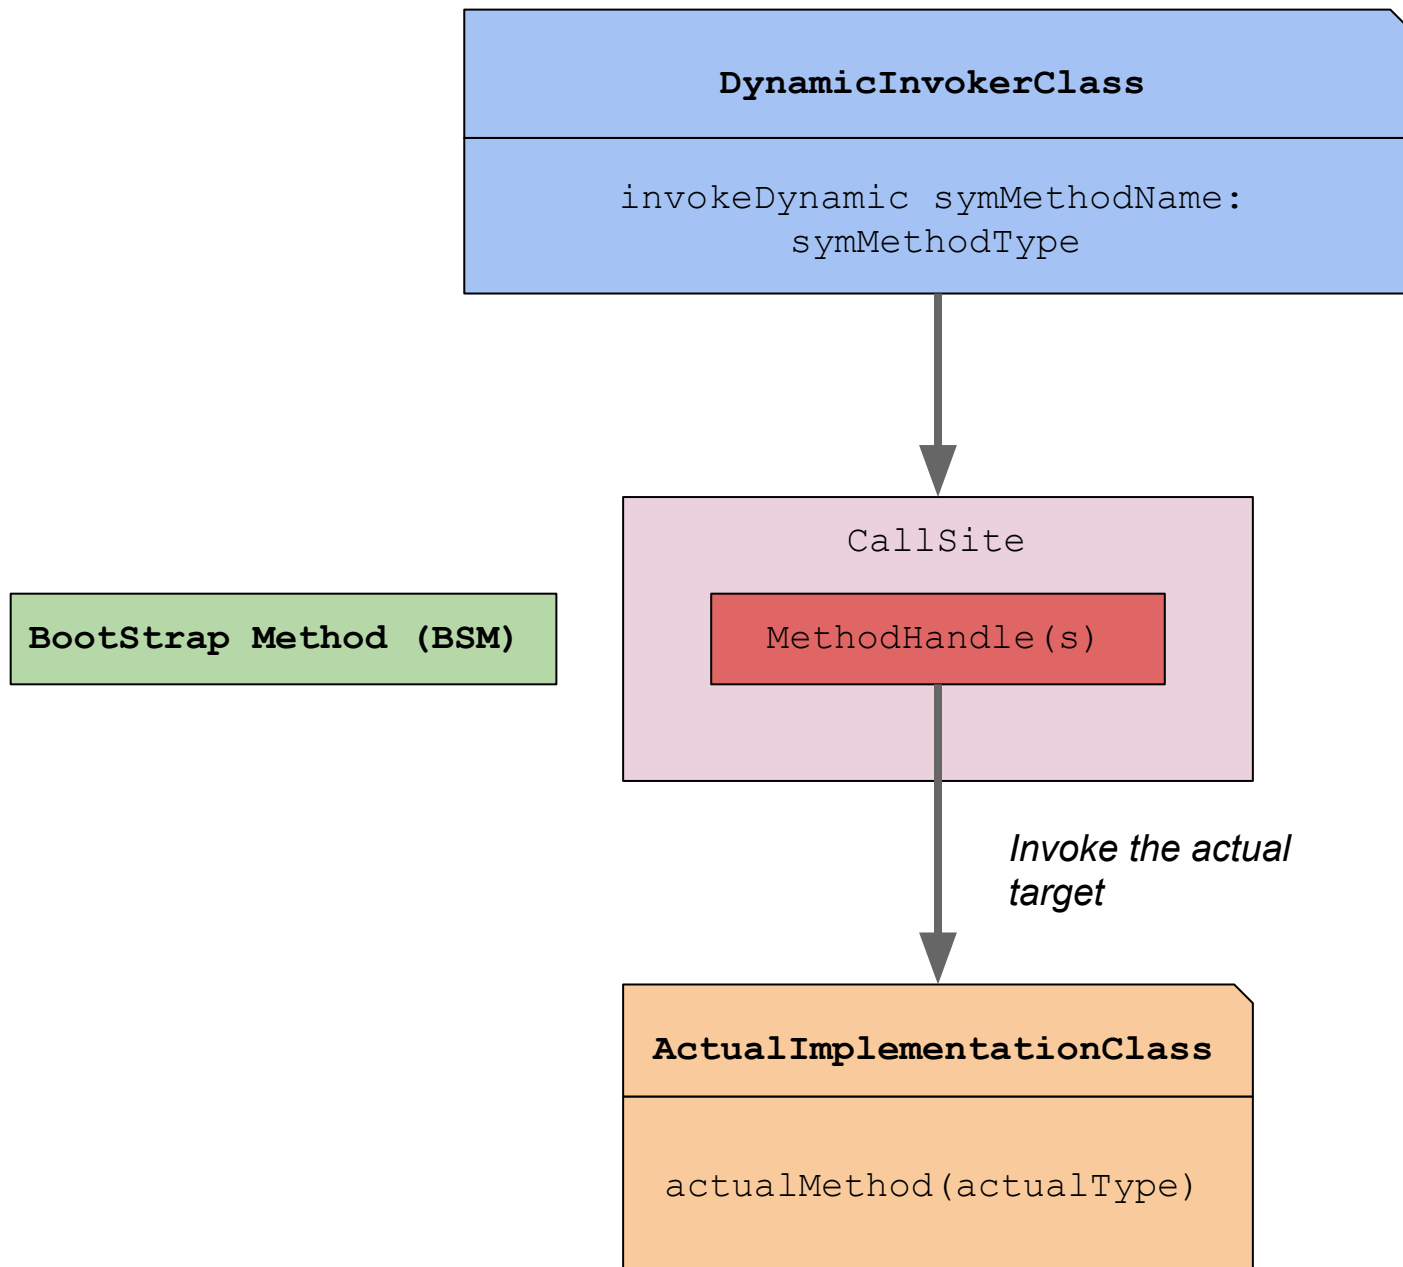 DynamicInvokerClass
invokeDynamic symMethodName:
symMethodType
CallSite
BootStrap Method (BSM)
MethodHandle(s)
Invoke the actual
target
ActualImplementationClass
actualMethod(actualType)